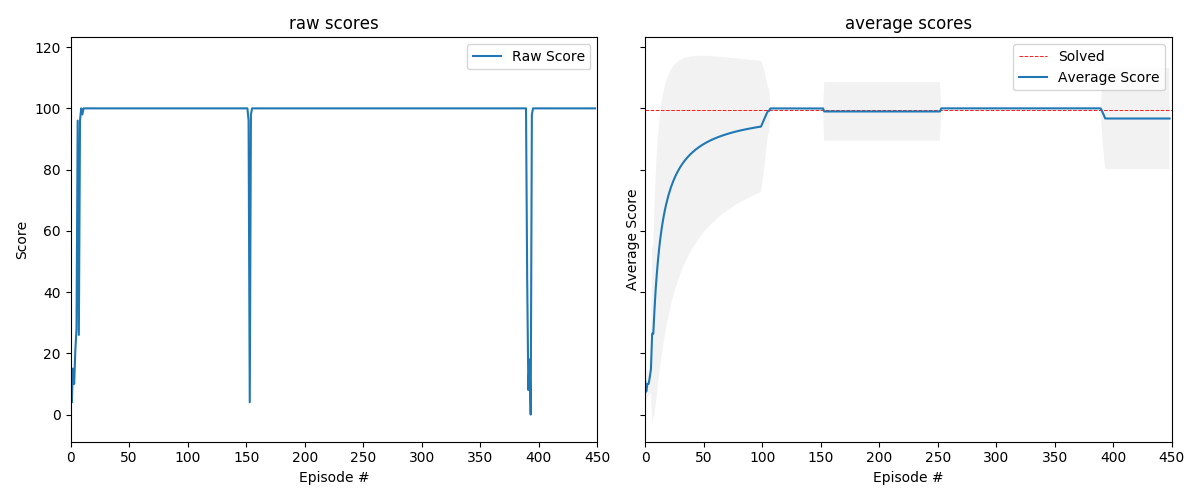 raw scores
120
100
80
60
40
20
0
Score
0 50 100 150 200 250 300 350 400 450
Episode #
Raw Score
average scores
Average Score
0 50 100 150 200 250 300 350 400 450
Episode #
Solved
Average Score